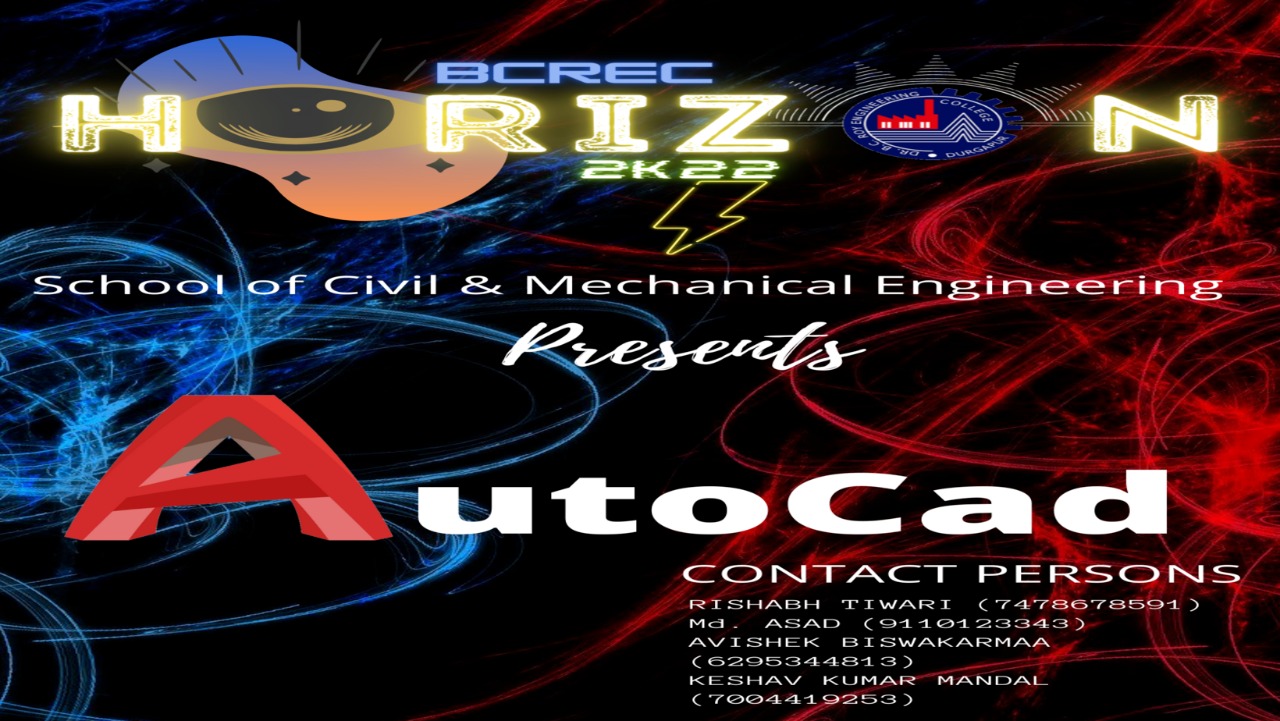 BCREC
H RIZ N
2K22
DR. B C ROY ENGINEERING COLLEGE
DURGAPUR
School of Civil & Mechanical Engineering
Presents
AutoCad
CONTACT PERSONS
RISHABH TIWARI (7478678591)
Md. ASAD (9110123343)
AVISHEK BISWAKARMAA
(6295344813)
KESHAV KUMAR MANDAL
(7004419253)